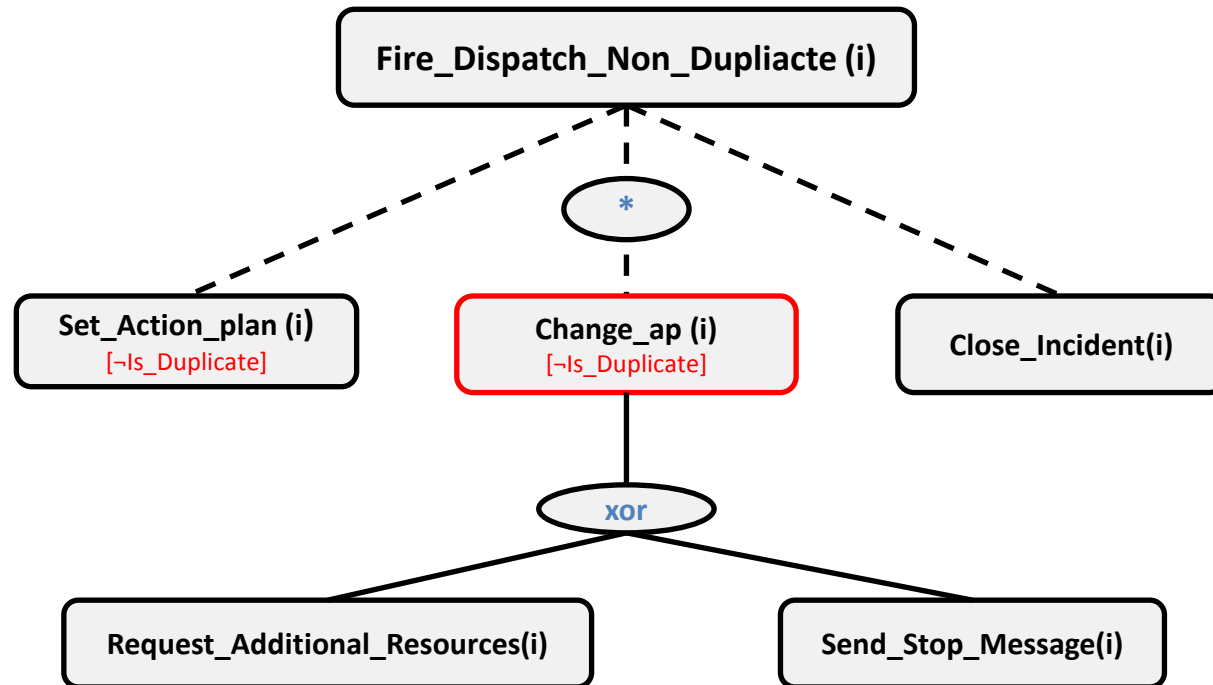 Fire_Dispatch_Non_Dupliacte (i)
*
Set_Action_plan (i)
[¬Is_Duplicate]
Change_ap (i)
[¬Is_Duplicate]
Close_Incident(i)
xor
Request_Additional_Resources(i)
Send_Stop_Message(i)